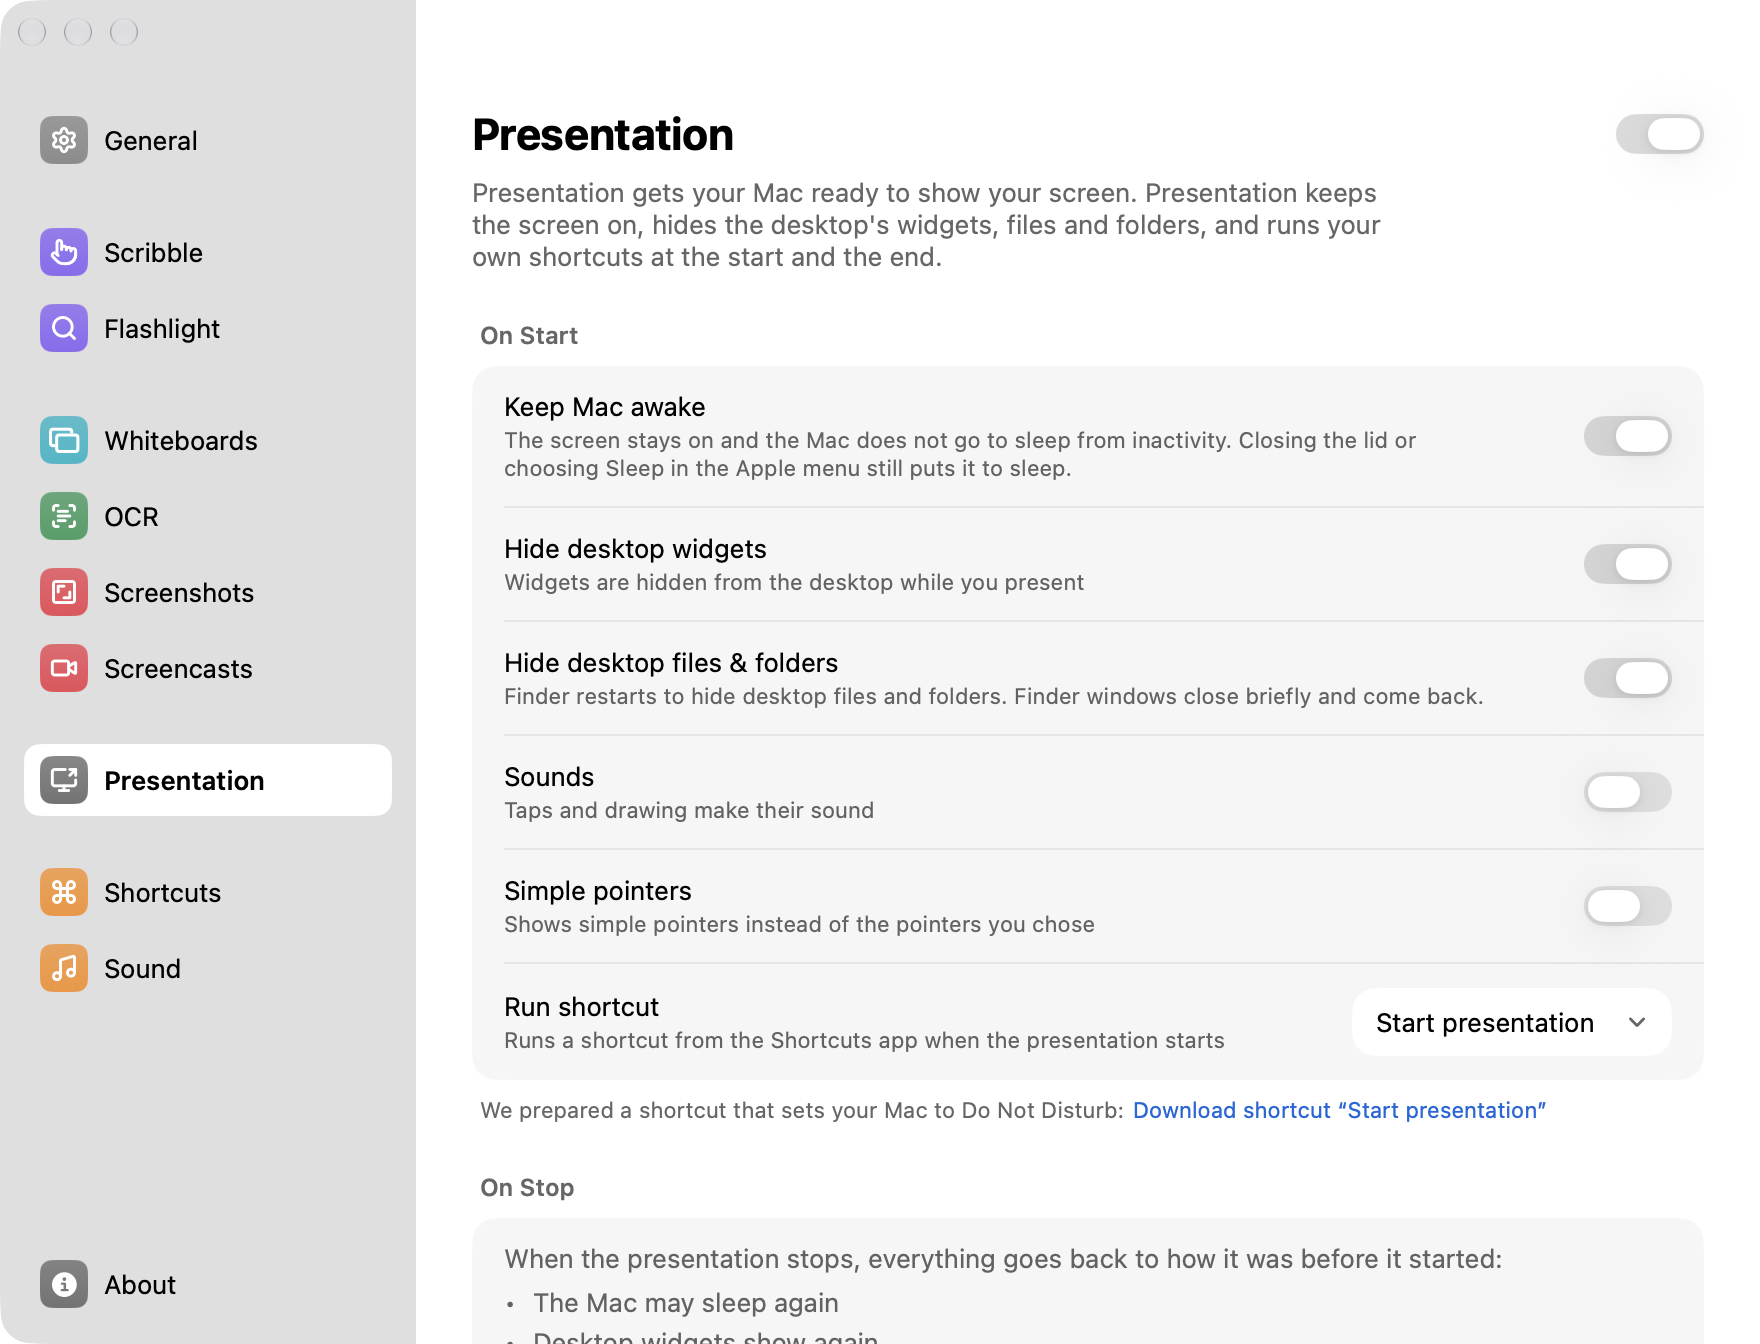 General
Scribble
Flashlight
Whiteboards
OCR
Screenshots
Screencasts
Presentation
Shortcuts
Sound
About
Presentation
Presentation gets your Mac ready to show your screen. Presentation keeps
the screen on, hides the desktop's widgets, files and folders, and runs your
own shortcuts at the start and the end.
On Start
Keep Mac awake
The screen stays on and the Mac does not go to sleep from inactivity. Closing the lid or
choosing Sleep in the Apple menu still puts it to sleep.
Hide desktop widgets
Widgets are hidden from the desktop while you present
Hide desktop files & folders
Finder restarts to hide desktop files and folders. Finder windows close briefly and come back.
Sounds
Taps and drawing make their sound
Simple pointers
Shows simple pointers instead of the pointers you chose
Run shortcut
Runs a shortcut from the Shortcuts app when the presentation starts
Start presentation
We prepared a shortcut that sets your Mac to Do Not Disturb: Download shortcut “Start presentation”
On Stop
When the presentation stops, everything goes back to how it was before it started:
• The Mac may sleep again
• Desktop widgets show again